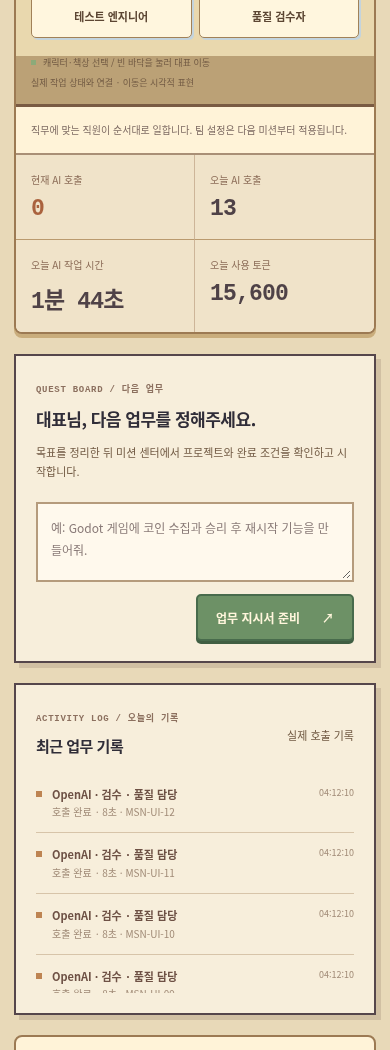 테스트 엔지니어
품질 검수자
캐릭터·책상 선택 / 빈 바닥을 눌러 대표 이동
실제 작업 상태와 연결 · 이동은 시각적 표현
직무에 맞는 직원이 순서대로 일합니다. 팀 설정은 다음 미션부터 적용됩니다.
현재 AI 호출
0
오늘 AI 호출
13
오늘 AI 작업 시간
1분 44초
오늘 사용 토큰
15,600
QUEST BOARD / 다음 업무
대표님, 다음 업무를 정해주세요.
목표를 정리한 뒤 미션 센터에서 프로젝트와 완료 조건을 확인하고 시
작합니다.
예: Godot 게임에 코인 수집과 승리 후 재시작 기능을 만
들어줘.
업무 지시서 준비 ↗
ACTIVITY LOG / 오늘의 기록
최근 업무 기록
실제 호출 기록
OpenAI · 검수 · 품질 담당 04:12:10
호출 완료 · 8초 · MSN-UI-12
OpenAI · 검수 · 품질 담당 04:12:10
호출 완료 · 8초 · MSN-UI-11
OpenAI · 검수 · 품질 담당 04:12:10
호출 완료 · 8초 · MSN-UI-10
OpenAI · 검수 · 품질 담당 04:12:10
호출 완료 · 8초 · MSN-UI-09